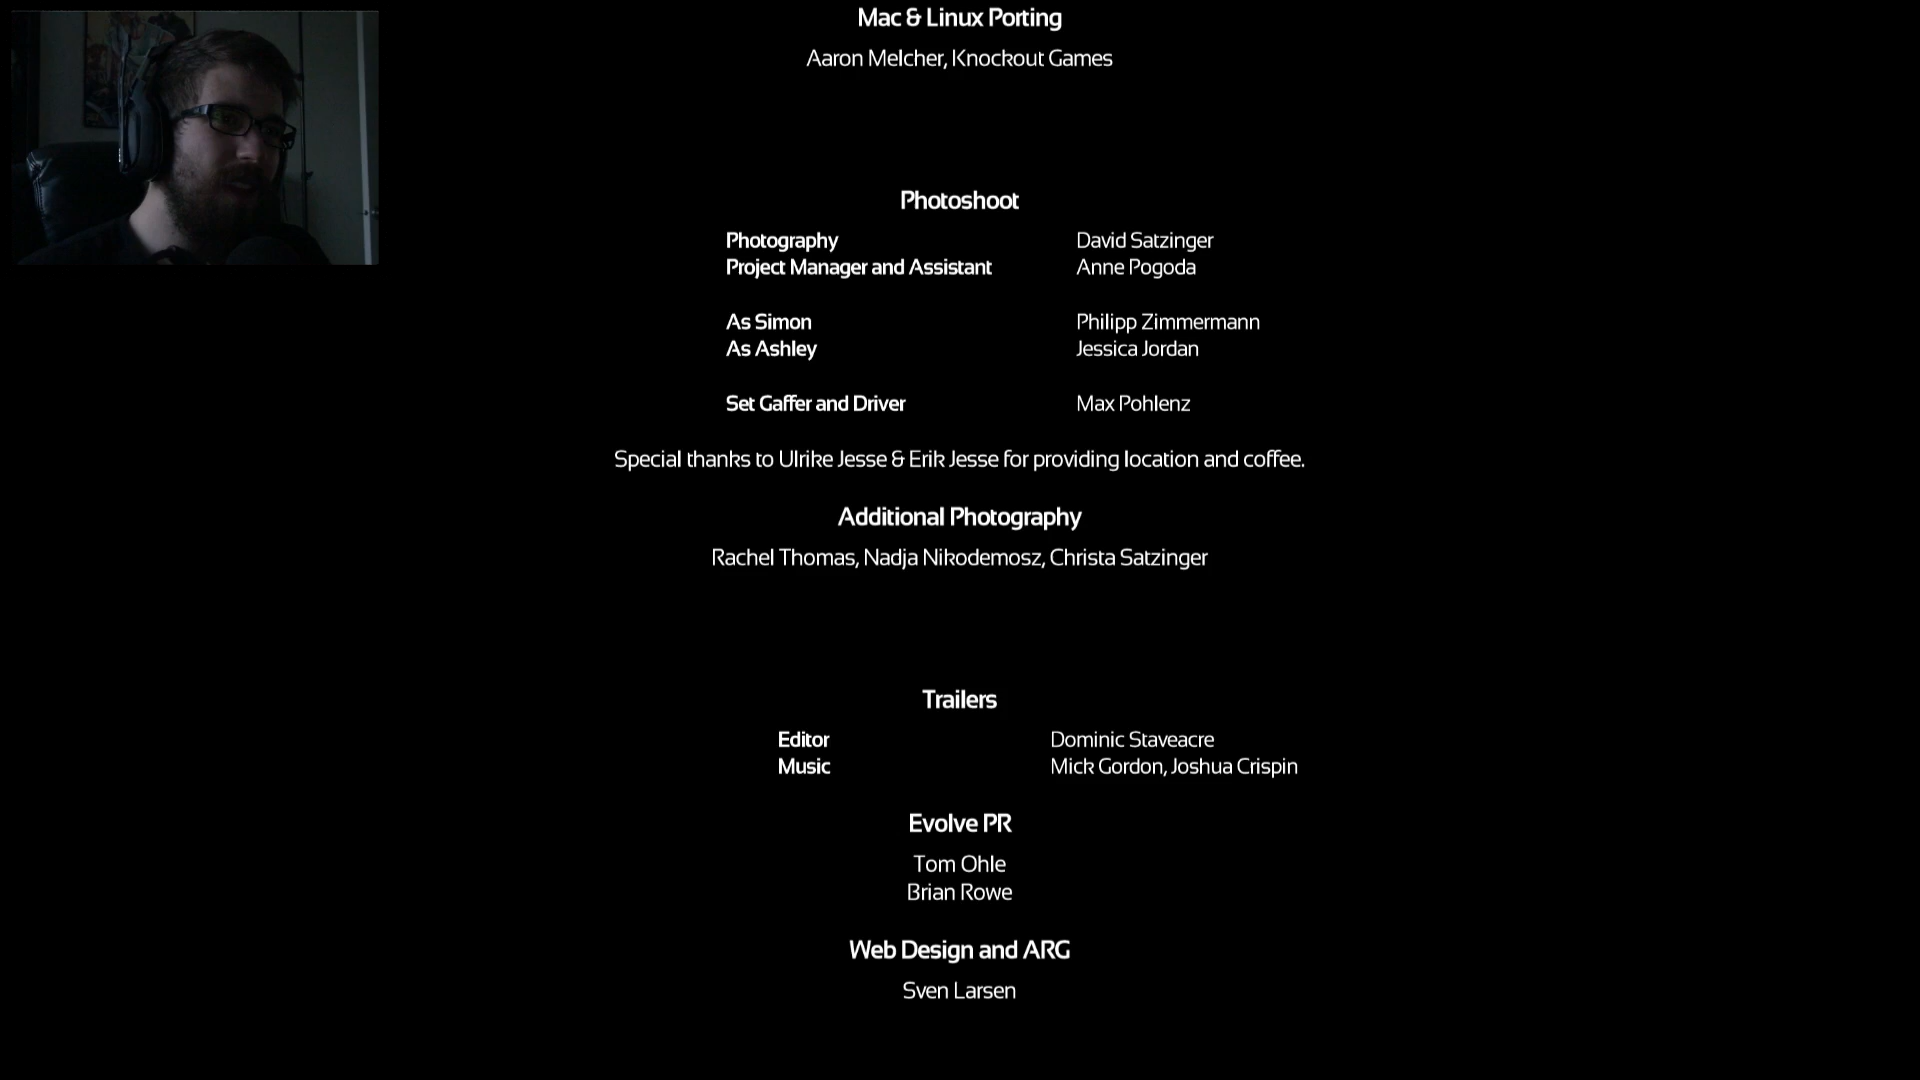 Mac & Linux Porting
Aaron Melcher, Knockout Games
Photoshoot
Photography David Satzinger
Project Manager and Assistant Anne Pogoda
As Simon Philipp Zimmermann
As Ashley Jessica Jordan
Set Gaffer and Driver Max Pohlenz
Special thanks to Ulrike Jesse & Erik Jesse for providing location and coffee.
Additional Photography
Rachel Thomas, Nadja Nikodemosz, Christa Satzinger
Trailers
Editor Dominic Staveacre
Music Mick Gordon, Joshua Crispin
Evolve PR
Tom Ohle
Brian Rowe
Web Design and ARG
Sven Larsen